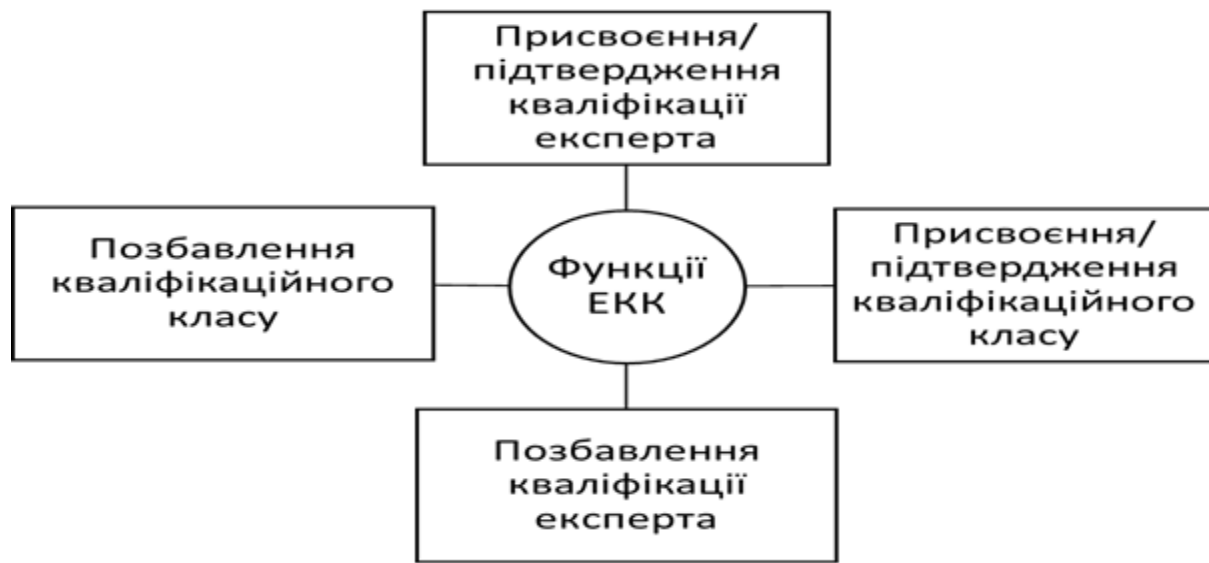 Присвоєння/
підтвердження
кваліфікації
експерта
Позбавлення
кваліфікаційного
класу
Функції
ЕКК
Присвоєння/
підтвердження
кваліфікаційного
класу
Позбавлення
кваліфікації
експерта